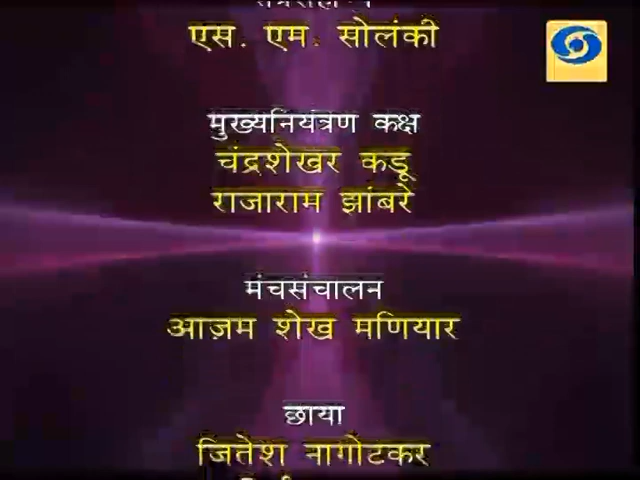 एस. एम. सोलंकी
मुख्यनियंत्रण कक्ष
चंद्रशेखर कडू
राजाराम झांबरे
मंचसंचालन
आज़म शेख मणियार
छाया
जितेश नागोटकर